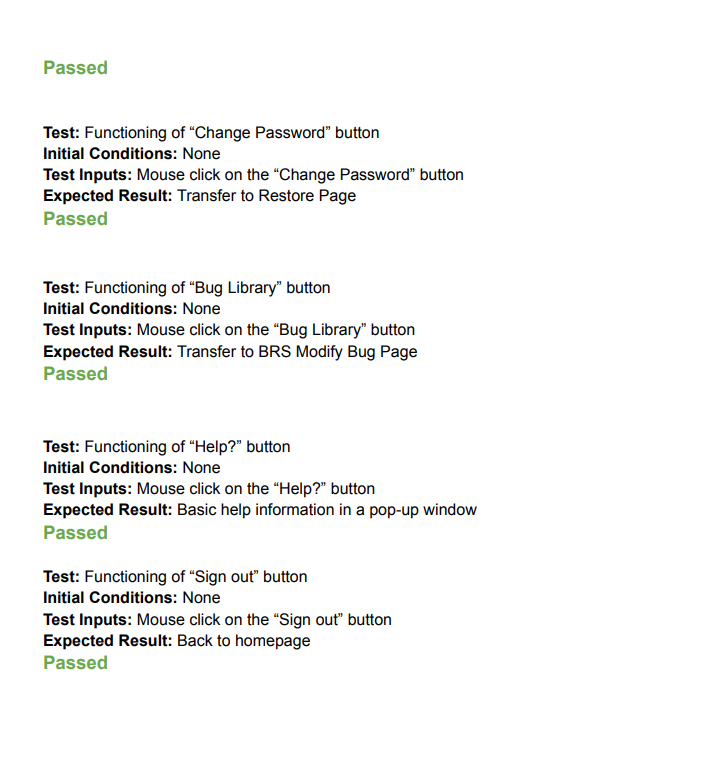 Passed
Test: Functioning of “Change Password” button
Initial Conditions: None
Test Inputs: Mouse click on the “Change Password” button
Expected Result: Transfer to Restore Page
Passed
Test: Functioning of “Bug Library” button
Initial Conditions: None
Test Inputs: Mouse click on the “Bug Library” button
Expected Result: Transfer to BRS Modify Bug Page
Passed
Test: Functioning of “Help?” button
Initial Conditions: None
Test Inputs: Mouse click on the “Help?” button
Expected Result: Basic help information in a pop-up window
Passed
Test: Functioning of “Sign out” button
Initial Conditions: None
Test Inputs: Mouse click on the “Sign out” button
Expected Result: Back to homepage
Passed